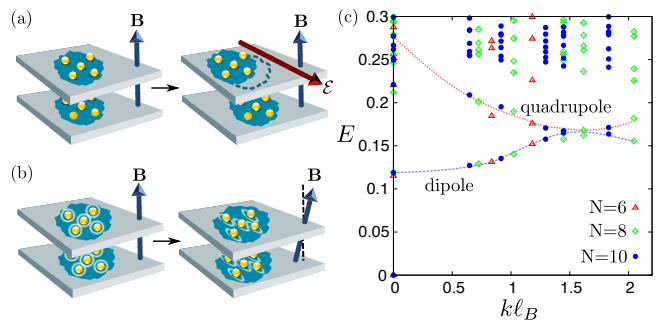 (a)
B
B
ℰ
(b)
B
B
(c)
0.3
0.25
0.2
0.15
0.1
0.05
0
E
quadrupole
dipole
N=6
N=8
N=10
0
0.5
1
1.5
2
kℓ_B